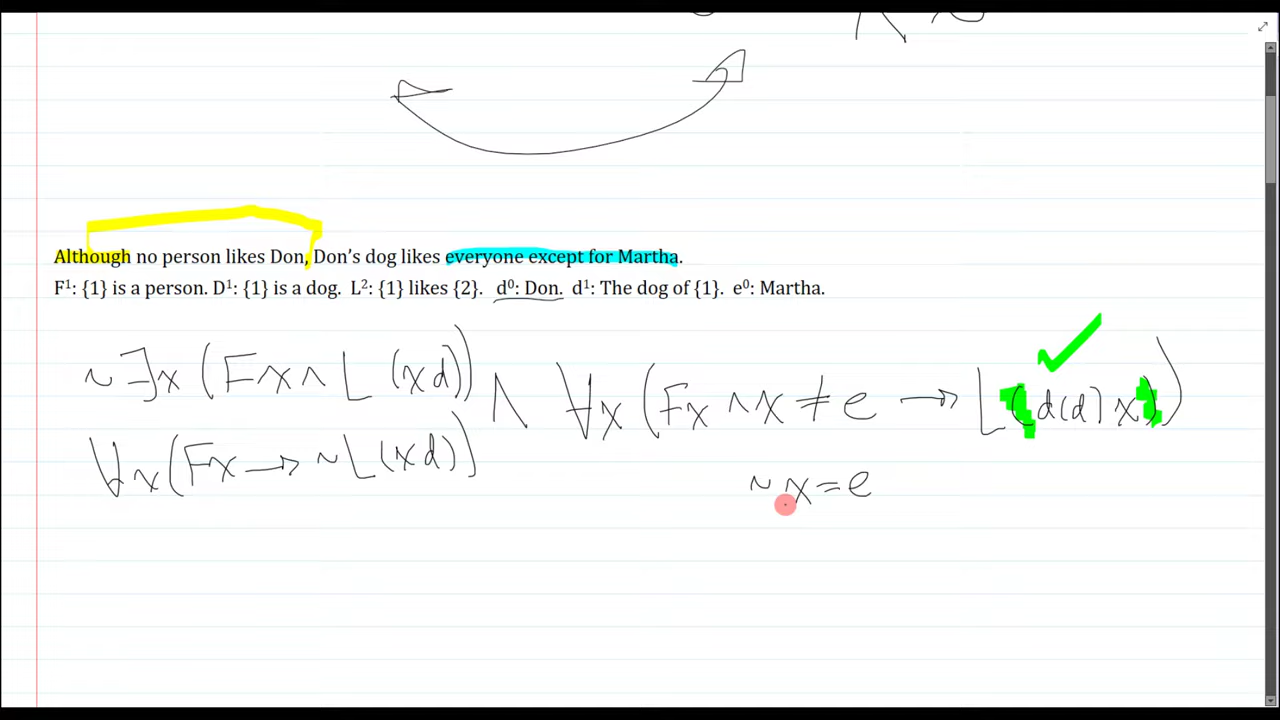 Although no person likes Don, Don's dog likes everyone except for Martha.
F¹: {1} is a person. D¹: {1} is a dog. L²: {1} likes {2}. d⁰: Don. d¹: The dog of {1}. e⁰: Martha.
~∃x(Fx∧L(xd)) ∧ ∀x(Fx∧x≠e→L(d(d)x))
∀x(Fx→~L(xd))
~x=e